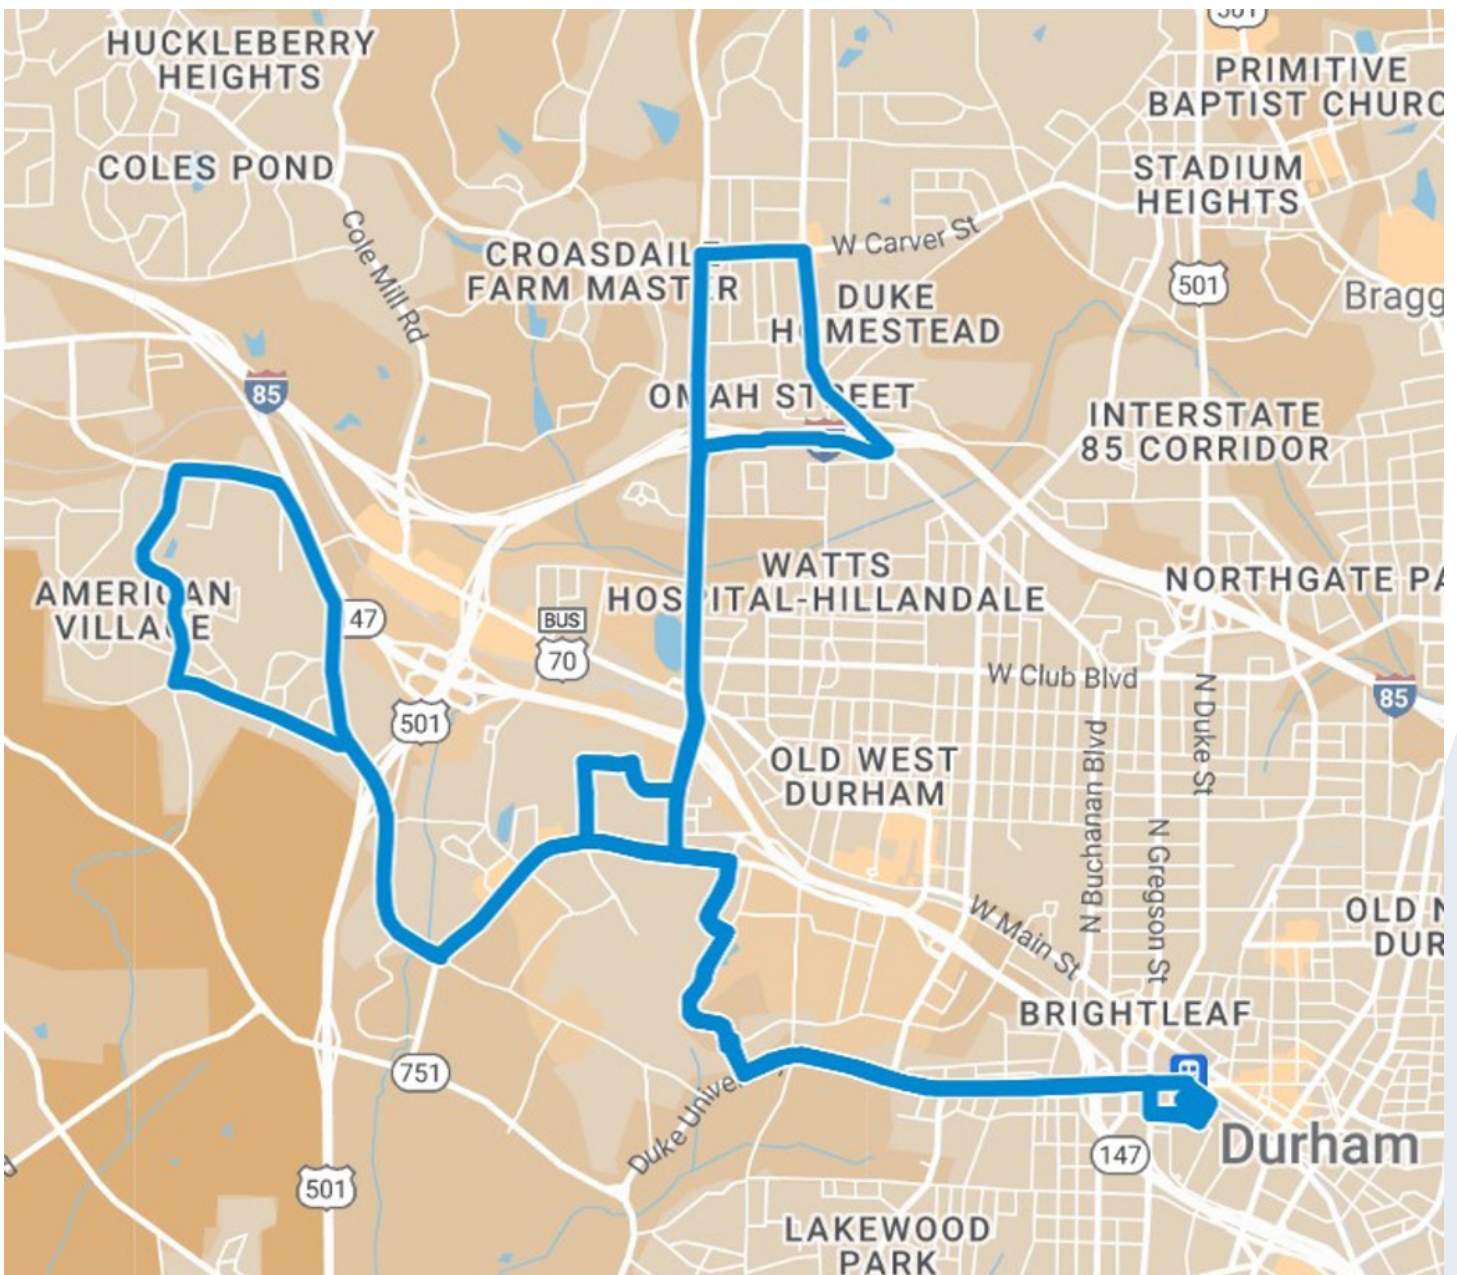 501
HUCKLEBERRY
HEIGHTS
PRIMITIVE
BAPTIST CHURC
COLES POND
STADIUM
HEIGHTS
Cole Mill Rd
W Carver St
CROASDAIL
FARM MAST R
501
DUKE
H MESTEAD
Bragg
85
OM AH ST EET
INTERSTATE
85 CORRIDOR
WATTS
HOS ITAL-HILLANDALE
NORTHGATE PA
AMERI AN
VILLA E
47
BUS
70
W Club Blvd
N Duke St
85
501
N Buchanan Blvd
OLD WEST
DURHAM
N Gregson St
W Main St
OLD N
DUR
BRIGHTLEAF
751
Duke Unive
147
Durham
501
LAKEWOOD
PARK